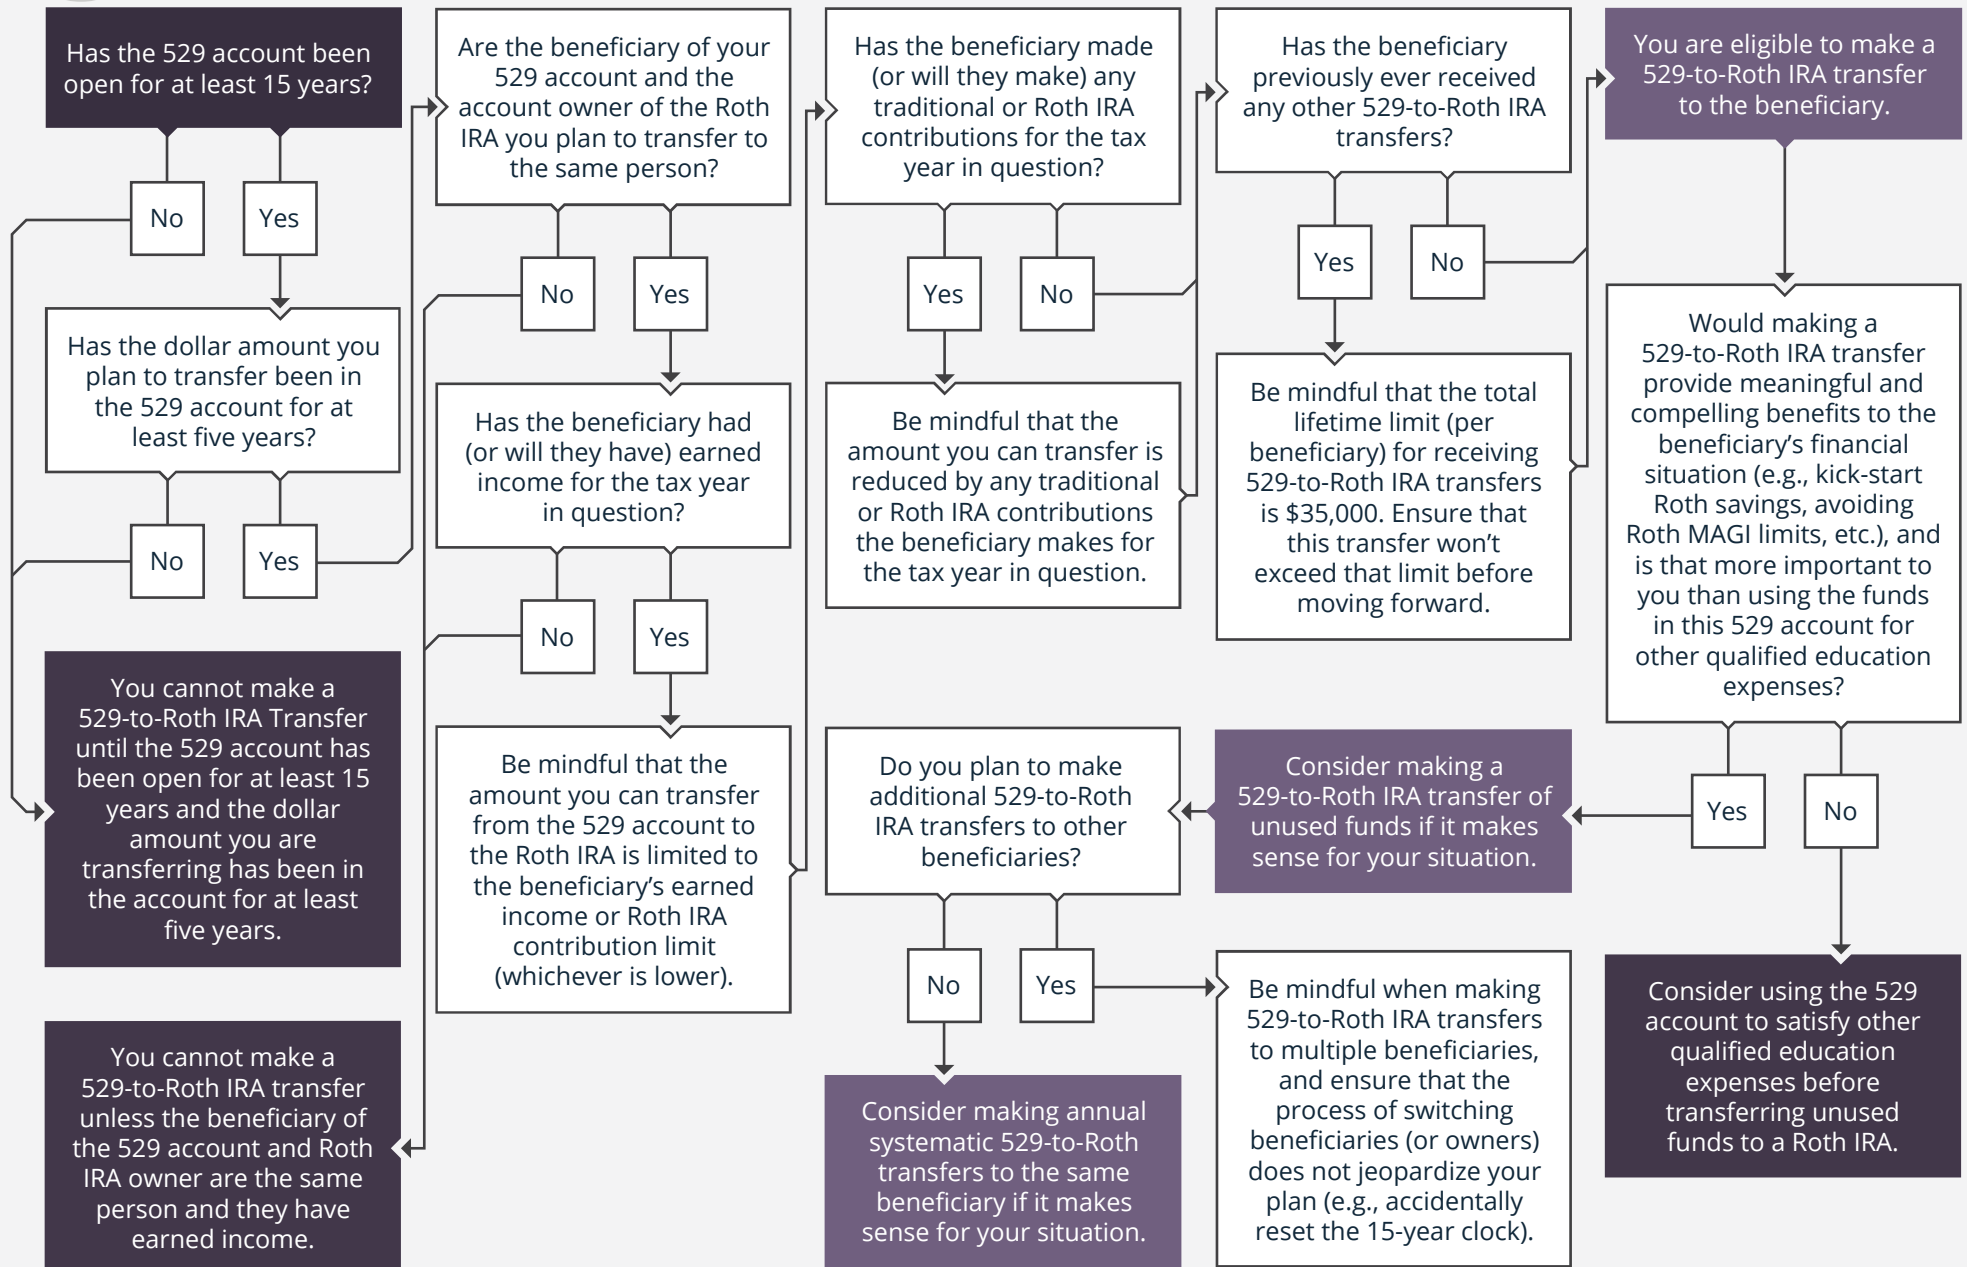 Has the 529 account been
open for at least 15 years?
No
Yes
Has the dollar amount you
plan to transfer been in
the 529 account for at
least five years?
No
Yes
You cannot make a
529-to-Roth IRA Transfer
until the 529 account has
been open for at least 15
years and the dollar
amount you are
transferring has been in
the account for at least
five years.
You cannot make a
529-to-Roth IRA transfer
unless the beneficiary of
the 529 account and Roth
IRA owner are the same
person and they have
earned income.
Are the beneficiary of your
529 account and the
account owner of the Roth
IRA you plan to transfer to
the same person?
No
Yes
Has the beneficiary had
(or will they have) earned
income for the tax year
in question?
No
Yes
Be mindful that the
amount you can transfer
from the 529 account to
the Roth IRA is limited to
the beneficiary’s earned
income or Roth IRA
contribution limit
(whichever is lower).
Has the beneficiary made
(or will they make) any
traditional or Roth IRA
contributions for the tax
year in question?
Yes
No
Be mindful that the
amount you can transfer is
reduced by any traditional
or Roth IRA contributions
the beneficiary makes for
the tax year in question.
Has the beneficiary
previously ever received
any other 529-to-Roth IRA
transfers?
Yes
No
Be mindful that the total
lifetime limit (per
beneficiary) for receiving
529-to-Roth IRA transfers
is $35,000. Ensure that
this transfer won’t
exceed that limit before
moving forward.
You are eligible to make a
529-to-Roth IRA transfer
to the beneficiary.
Would making a
529-to-Roth IRA transfer
provide meaningful and
compelling benefits to the
beneficiary’s financial
situation (e.g., kick-start
Roth savings, avoiding
Roth MAGI limits, etc.), and
is that more important to
you than using the funds
in this 529 account for
other qualified education
expenses?
Yes
No
Consider making a
529-to-Roth IRA transfer of
unused funds if it makes
sense for your situation.
Do you plan to make
additional 529-to-Roth
IRA transfers to other
beneficiaries?
No
Yes
Consider making annual
systematic 529-to-Roth
transfers to the same
beneficiary if it makes
sense for your situation.
Be mindful when making
529-to-Roth IRA transfers
to multiple beneficiaries,
and ensure that the
process of switching
beneficiaries (or owners)
does not jeopardize your
plan (e.g., accidentally
reset the 15-year clock).
Consider using the 529
account to satisfy other
qualified education
expenses before
transferring unused
funds to a Roth IRA.